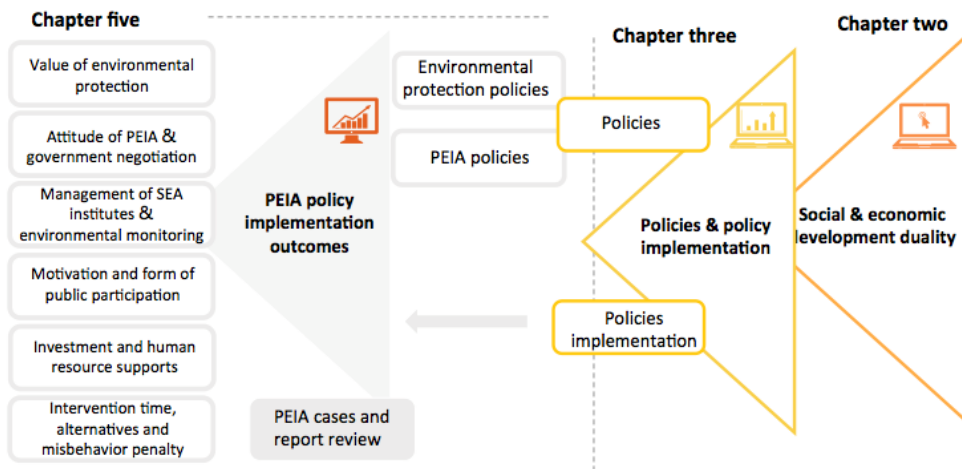 Chapter five
Value of environmental
protection
Attitude of PEIA &
government negotiation
Management of SEA
institutes &
environmental monitoring
Motivation and form of
public participation
Investment and human
resource supports
Intervention time,
alternatives and
misbehavior penalty
PEIA policy
implementation
outcomes
Environmental
protection policies
PEIA policies
PEIA cases and
report review
Chapter three
Policies
Policies & policy
implementation
Policies
implementation
Chapter two
Social & economic
development duality